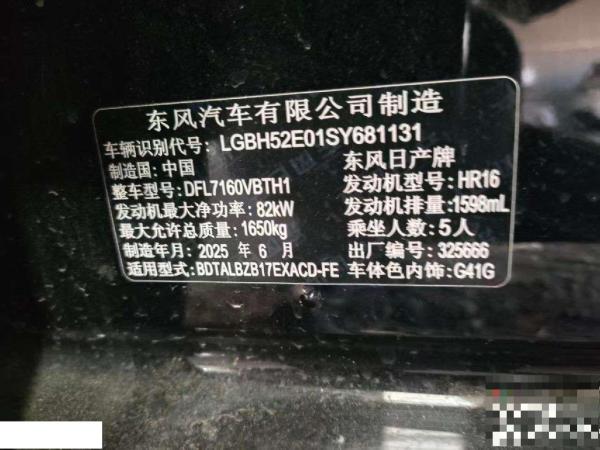 东风汽车有限公司制造
车辆识别代号: LGBH52E01SY681131
制造国: 中国 东风日产牌
整车型号: DFL7160VBTH1 发动机型号: HR16
发动机最大净功率: 82kW 发动机排量: 1598mL
最大允许总质量: 1650kg 乘坐人数: 5人
制造年月: 2025 年 6 月 出厂编号: 325666
适用型式: BDTALBZB17EXACD-FE 车体色内饰: G41G